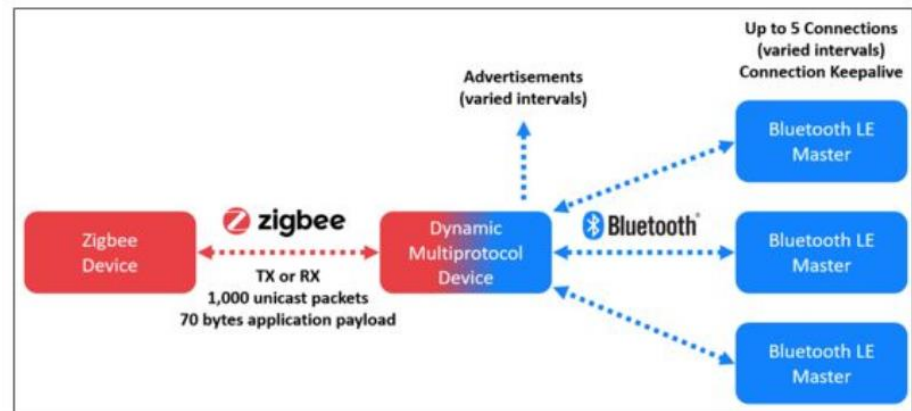 Up to 5 Connections
(varied intervals)
Connection Keepalive
Advertisements
(varied intervals)
Bluetooth LE
Master
zigbee
Bluetooth®
Zigbee
Device
Dynamic
Multiprotocol
Device
Bluetooth LE
Master
TX or RX
1,000 unicast packets
70 bytes application payload
Bluetooth LE
Master